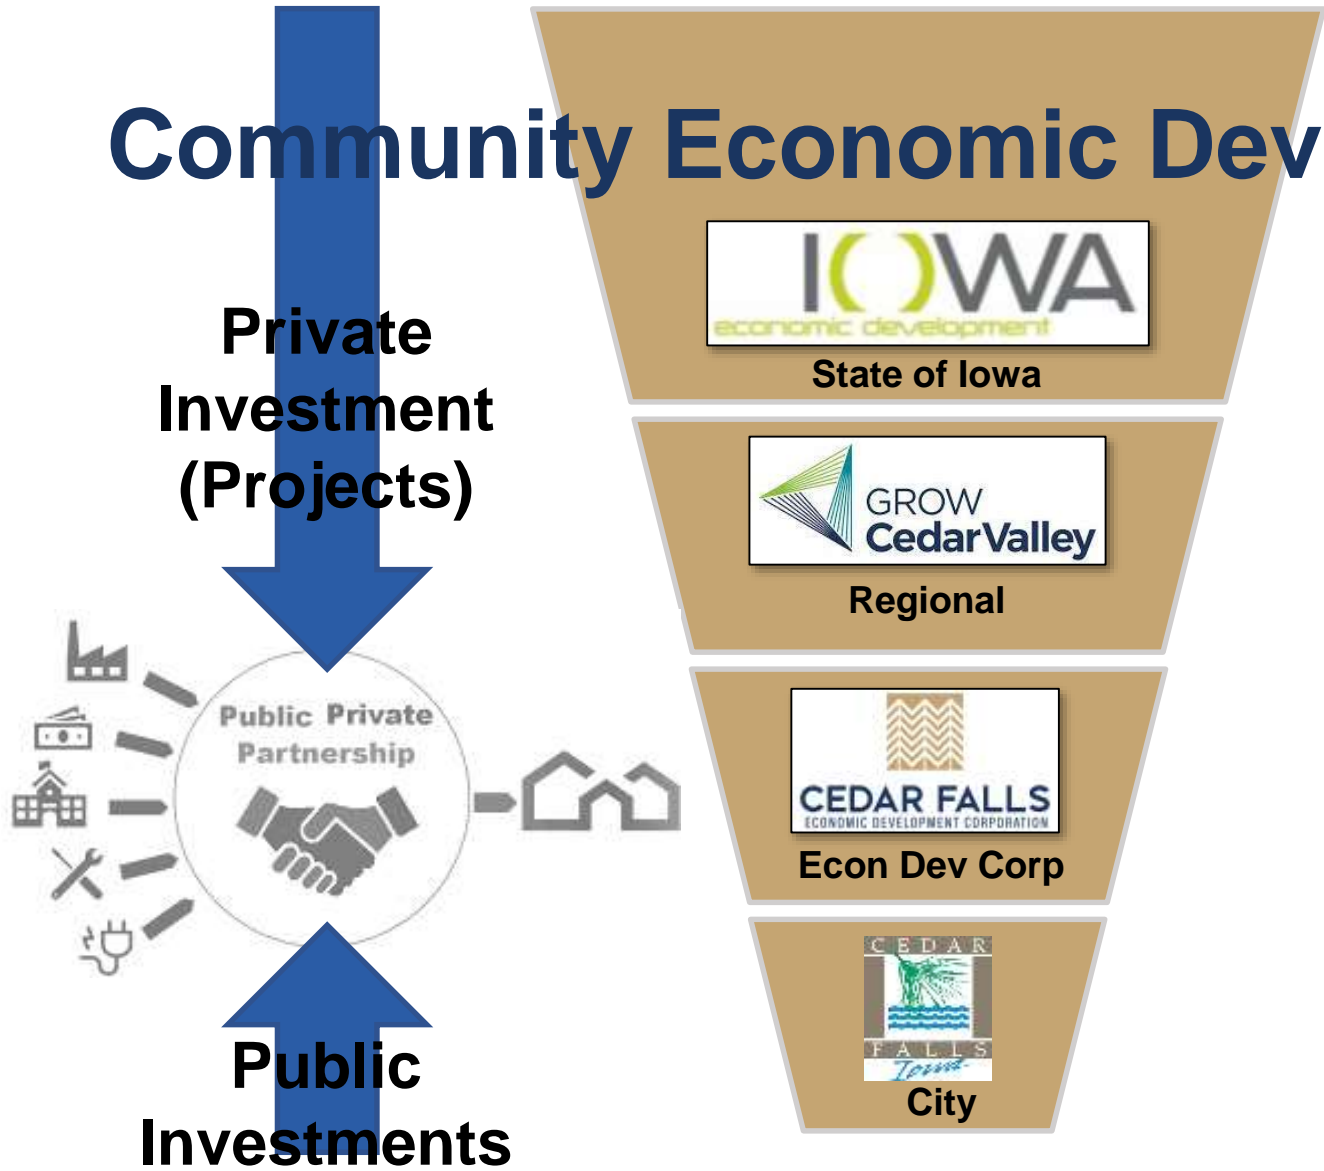 Community Economic Dev
Private
Investment
(Projects)
Public Private
Partnership
Public
Investments
IOWA
economic development
State of Iowa
GROW
CedarValley
Regional
CEDAR FALLS
ECONOMIC DEVELOPMENT CORPORATION
Econ Dev Corp
CEDAR
FALLS
Iowa
City